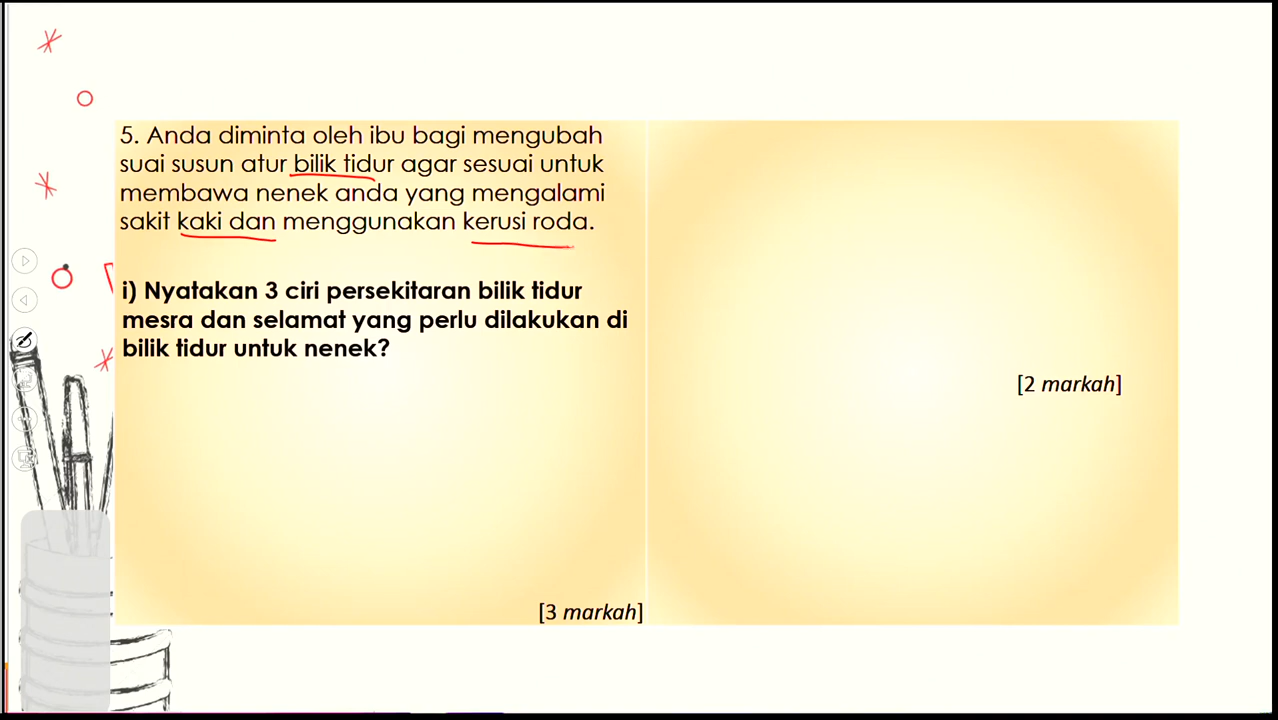 5. Anda diminta oleh ibu bagi mengubah
suai susun atur bilik tidur agar sesuai untuk
membawa nenek anda yang mengalami
sakit kaki dan menggunakan kerusi roda.
i) Nyatakan 3 ciri persekitaran bilik tidur
mesra dan selamat yang perlu dilakukan di
bilik tidur untuk nenek?
[3 markah]
[2 markah]